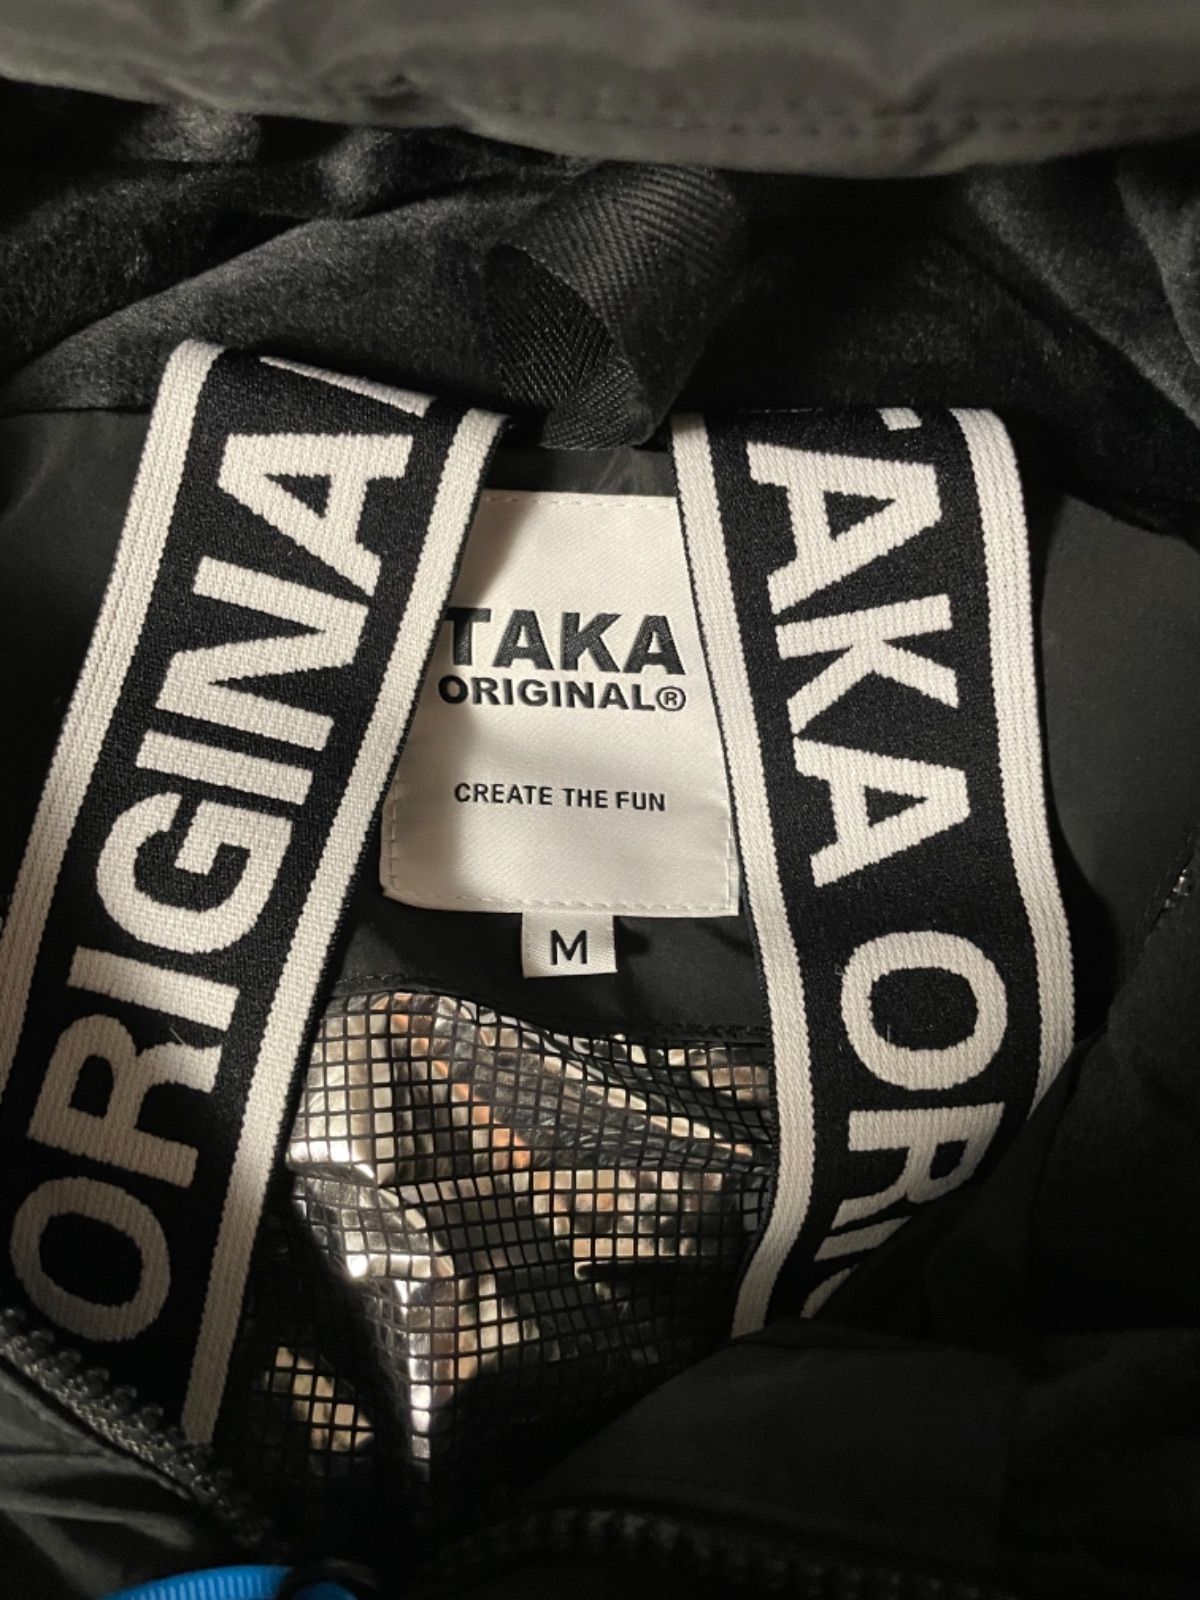 ORIGINA
TAKA
ORIGINAL®
CREATE THE FUN
M
TAKA ORI